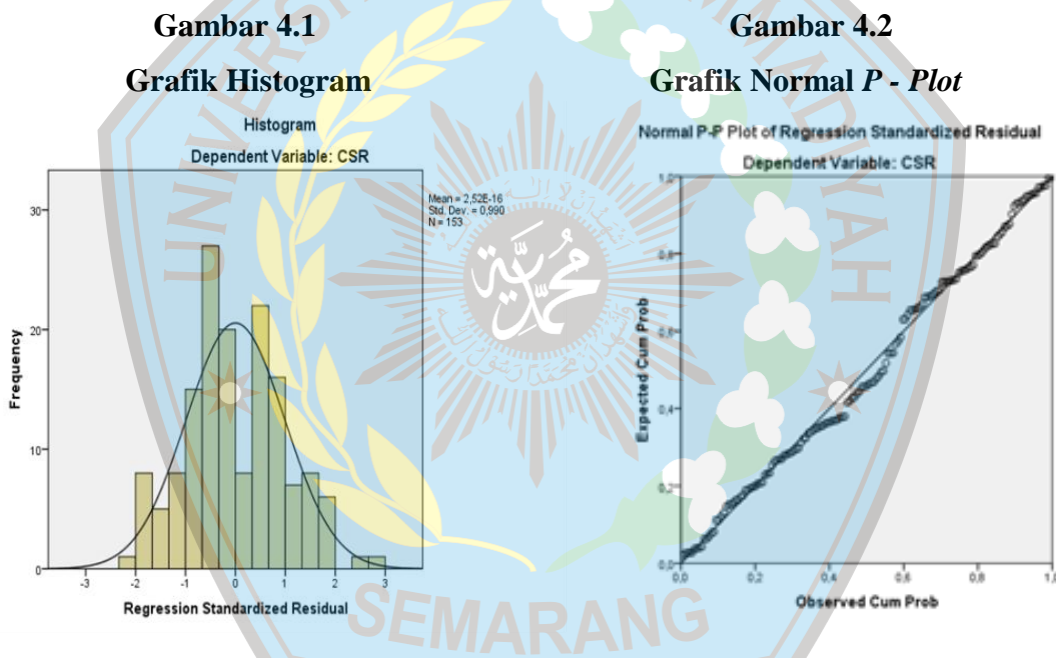 Gambar 4.1
Grafik Histogram
Histogram
Dependent Variable: CSR
Mean = 2,52E-16
Std. Dev. = 0,990
N = 153
Frequency
30
20
10
0
-3 -2 -1 0 1 2 3
Regression Standardized Residual
Gambar 4.2
Grafik Normal P - Plot
Normal P-P Plot of Regression Standardized Residual
Dependent Variable: CSR
Expected Cum Prob
1,0
0,8
0,6
0,4
0,2
0,0
0,0 0,2 0,4 0,6 0,8 1,0
Observed Cum Prob
محمد
SEMARANG